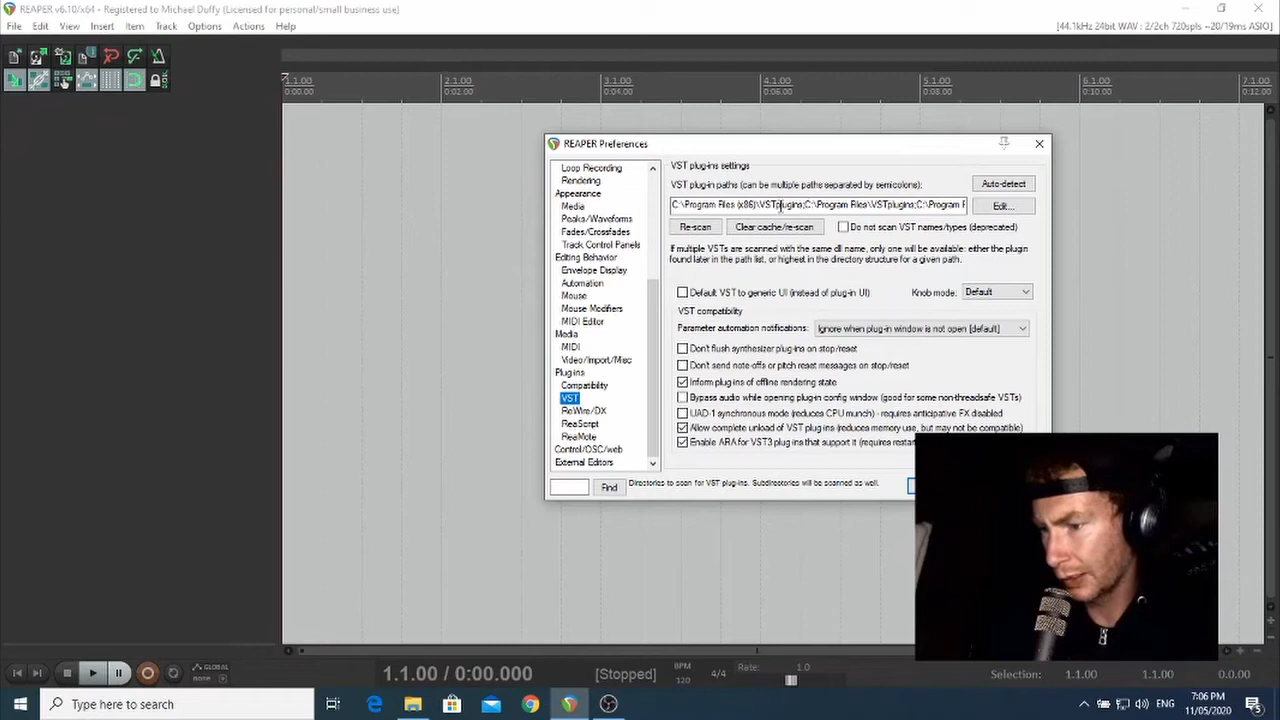 REAPER v6.10/x64 - Registered to Michael Duffy (Licensed for personal/small business use)
File Edit View Insert Item Track Options Actions Help
[44.1kHz 24bit WAV : 2/2ch 720spls ~20/19ms ASIO]
1.1.00 2.1.00 3.1.00 4.1.00 5.1.00 6.1.00 7.1.0
0:00.00 0:02.00 0:04.00 0:06.00 0:08.00 0:10.00 0:12.00
REAPER Preferences
Loop Recording
Rendering
Appearance
Media
Peaks/Waveforms
Fades/Crossfades
Track Control Panels
Editing Behavior
Envelope Display
Automation
Mouse
Mouse Modifiers
MIDI Editor
Media
MIDI
Video/Import/Misc
Plug-ins
Compatibility
VST
ReWire/DX
ReaScript
ReaMote
Control/OSC/web
External Editors
Find
VST plug-ins settings
VST plug-in paths (can be multiple paths separated by semicolons):
Auto-detect
C:\Program Files (x86)\VSTplugins;C:\Program Files\VSTplugins;C:\Program F
Edit...
Re-scan
Clear cache/re-scan
Do not scan VST names/types (deprecated)
If multiple VSTs are scanned with the same dll name, only one will be available: either the plugin
found later in the path list, or highest in the directory structure for a given path.
Default VST to generic UI (instead of plug-in UI)
Knob mode: Default
VST compatibility
Parameter automation notifications: Ignore when plug-in window is not open [default]
Don't flush synthesizer plug-ins on stop/reset
Don't send note-offs or pitch reset messages on stop/reset
Inform plug-ins of offline rendering state
Bypass audio while opening plug-in config window (good for some non-threadsafe VSTs)
UAD-1 synchronous mode (reduces CPU munch) - requires anticipative FX disabled
Allow complete unload of VST plug-ins (reduces memory use, but may not be compatible)
Enable ARA for VST3 plug-ins that support it (requires restar
Directories to scan for VST plug-ins. Subdirectories will be scanned as well.
GLOBAL
none
1.1.00 / 0:00.000
[Stopped]
BPM
120
4/4
Rate: 1.0
Selection: 1.1.00 1.1.00 0.0.00
Type here to search
ENG
7:06 PM
11/05/2020